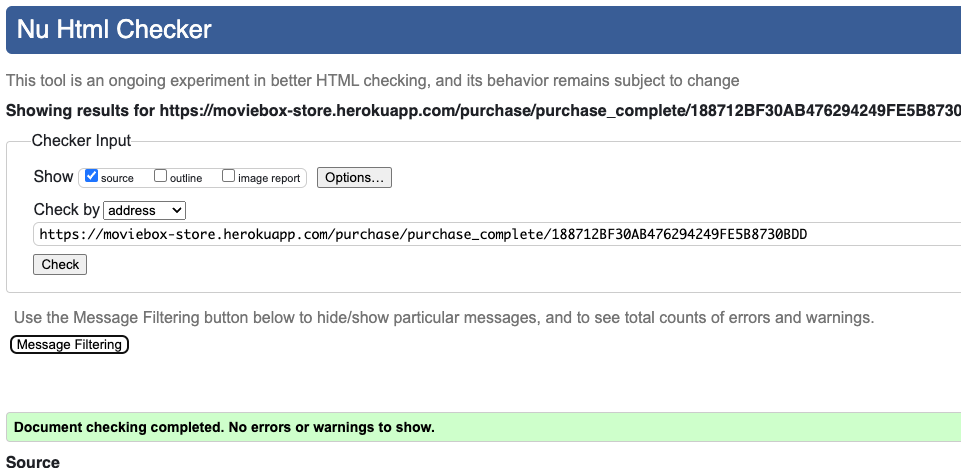 Nu Html Checker
This tool is an ongoing experiment in better HTML checking, and its behavior remains subject to change
Showing results for https://moviebox-store.herokuapp.com/purchase/purchase_complete/188712BF30AB476294249FE5B8730
Checker Input
Show source outline image report Options...
Check by address
https://moviebox-store.herokuapp.com/purchase/purchase_complete/188712BF30AB476294249FE5B8730BDD
Check
Use the Message Filtering button below to hide/show particular messages, and to see total counts of errors and warnings.
Message Filtering
Document checking completed. No errors or warnings to show.
Source